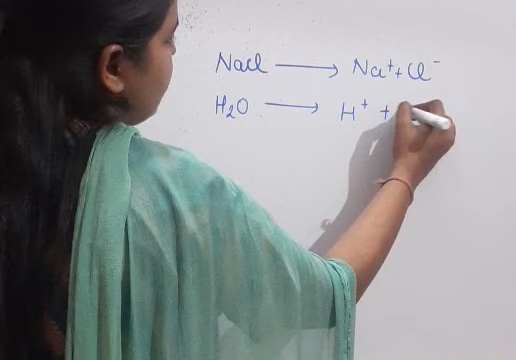 NaCl ⟶ Na⁺ + Cl⁻
H₂O ⟶ H⁺ +